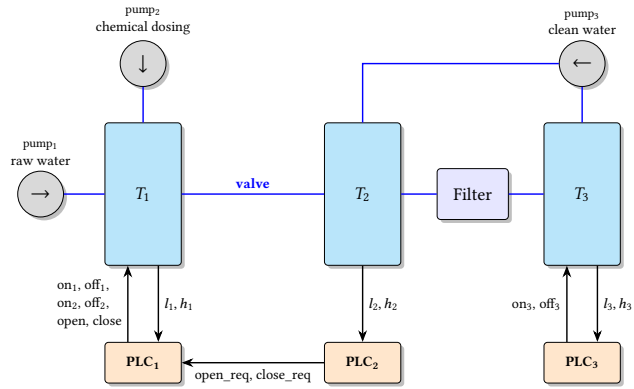 pump₂
chemical dosing
↓
pump₃
clean water
←
pump₁
raw water
→
T₁
valve
T₂
Filter
T₃
on₁, off₁,
on₂, off₂,
open, close
l₁, h₁
l₂, h₂
on₃, off₃
l₃, h₃
PLC₁
open_req, close_req
PLC₂
PLC₃